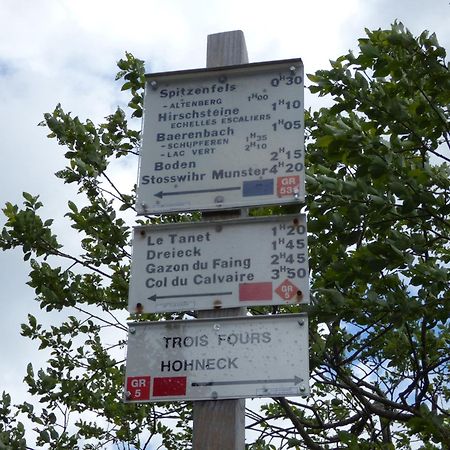 Spitzenfels 0H30
- ALTENBERG 1H00
Hirschsteine 1H10
ECHELLES ESCALIERS
Baerenbach 1H05
- SCHUPFEREN 1H35
- LAC VERT 2H10
Boden 2H15
Stosswihr Munster 4H20
GR
531
Le Tanet 1H20
Dreieck 1H45
Gazon du Faing 2H45
Col du Calvaire 3H50
GR
5
TROIS FOURS
HOHNECK
GR
5